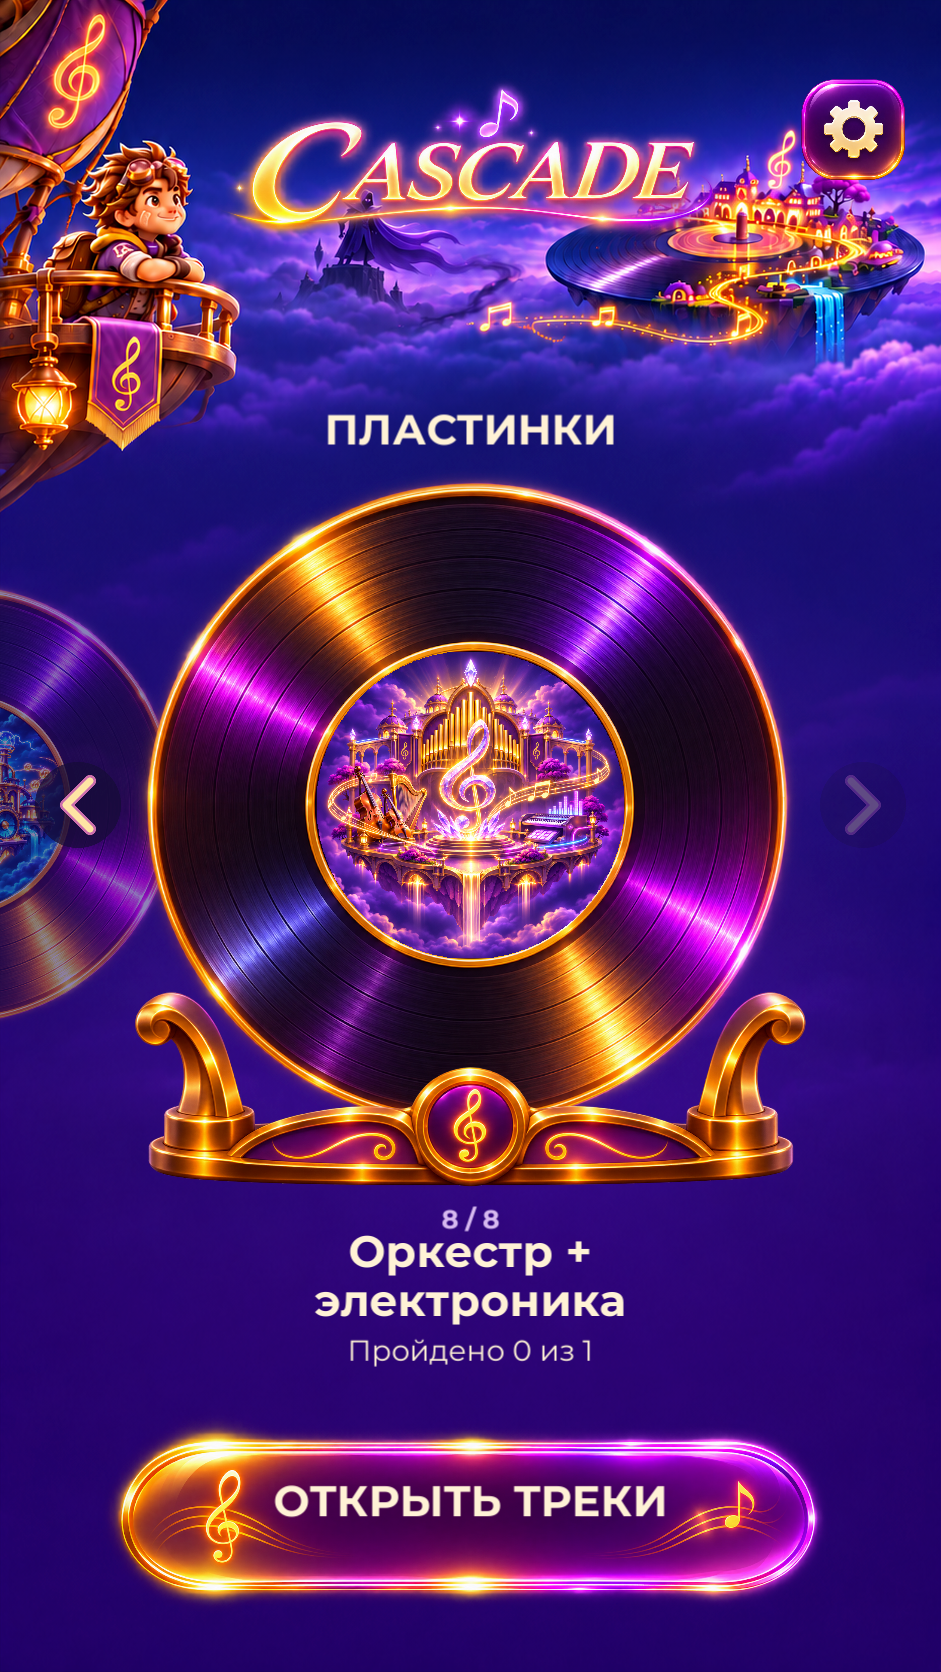 CASCADE
ПЛАСТИНКИ
8 / 8
Оркестр +
электроника
Пройдено 0 из 1
ОТКРЫТЬ ТРЕКИ